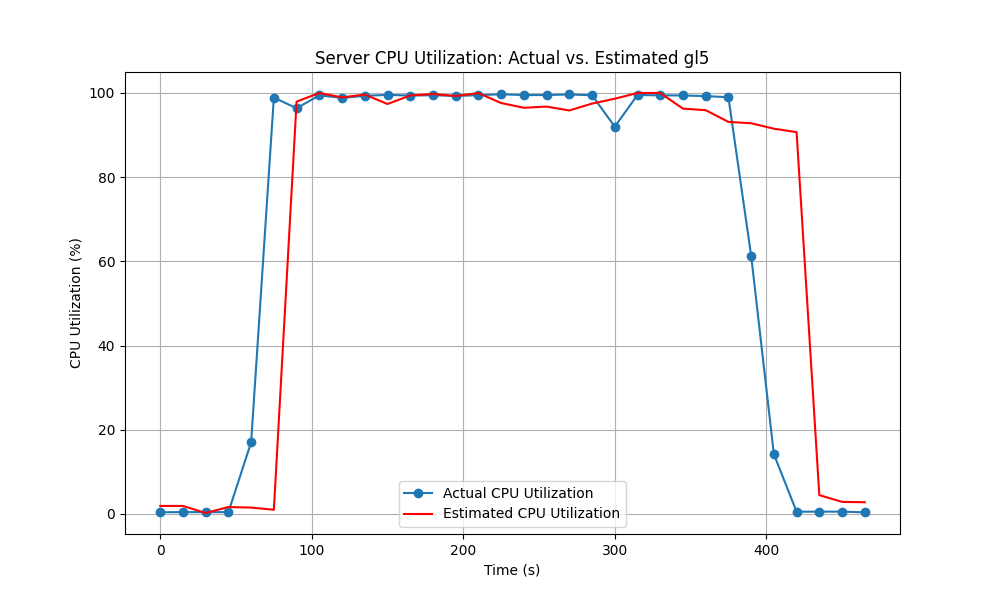 Server CPU Utilization: Actual vs. Estimated gl5
CPU Utilization (%)
100
80
60
40
20
0
Actual CPU Utilization
Estimated CPU Utilization
0 100 200 300 400
Time (s)